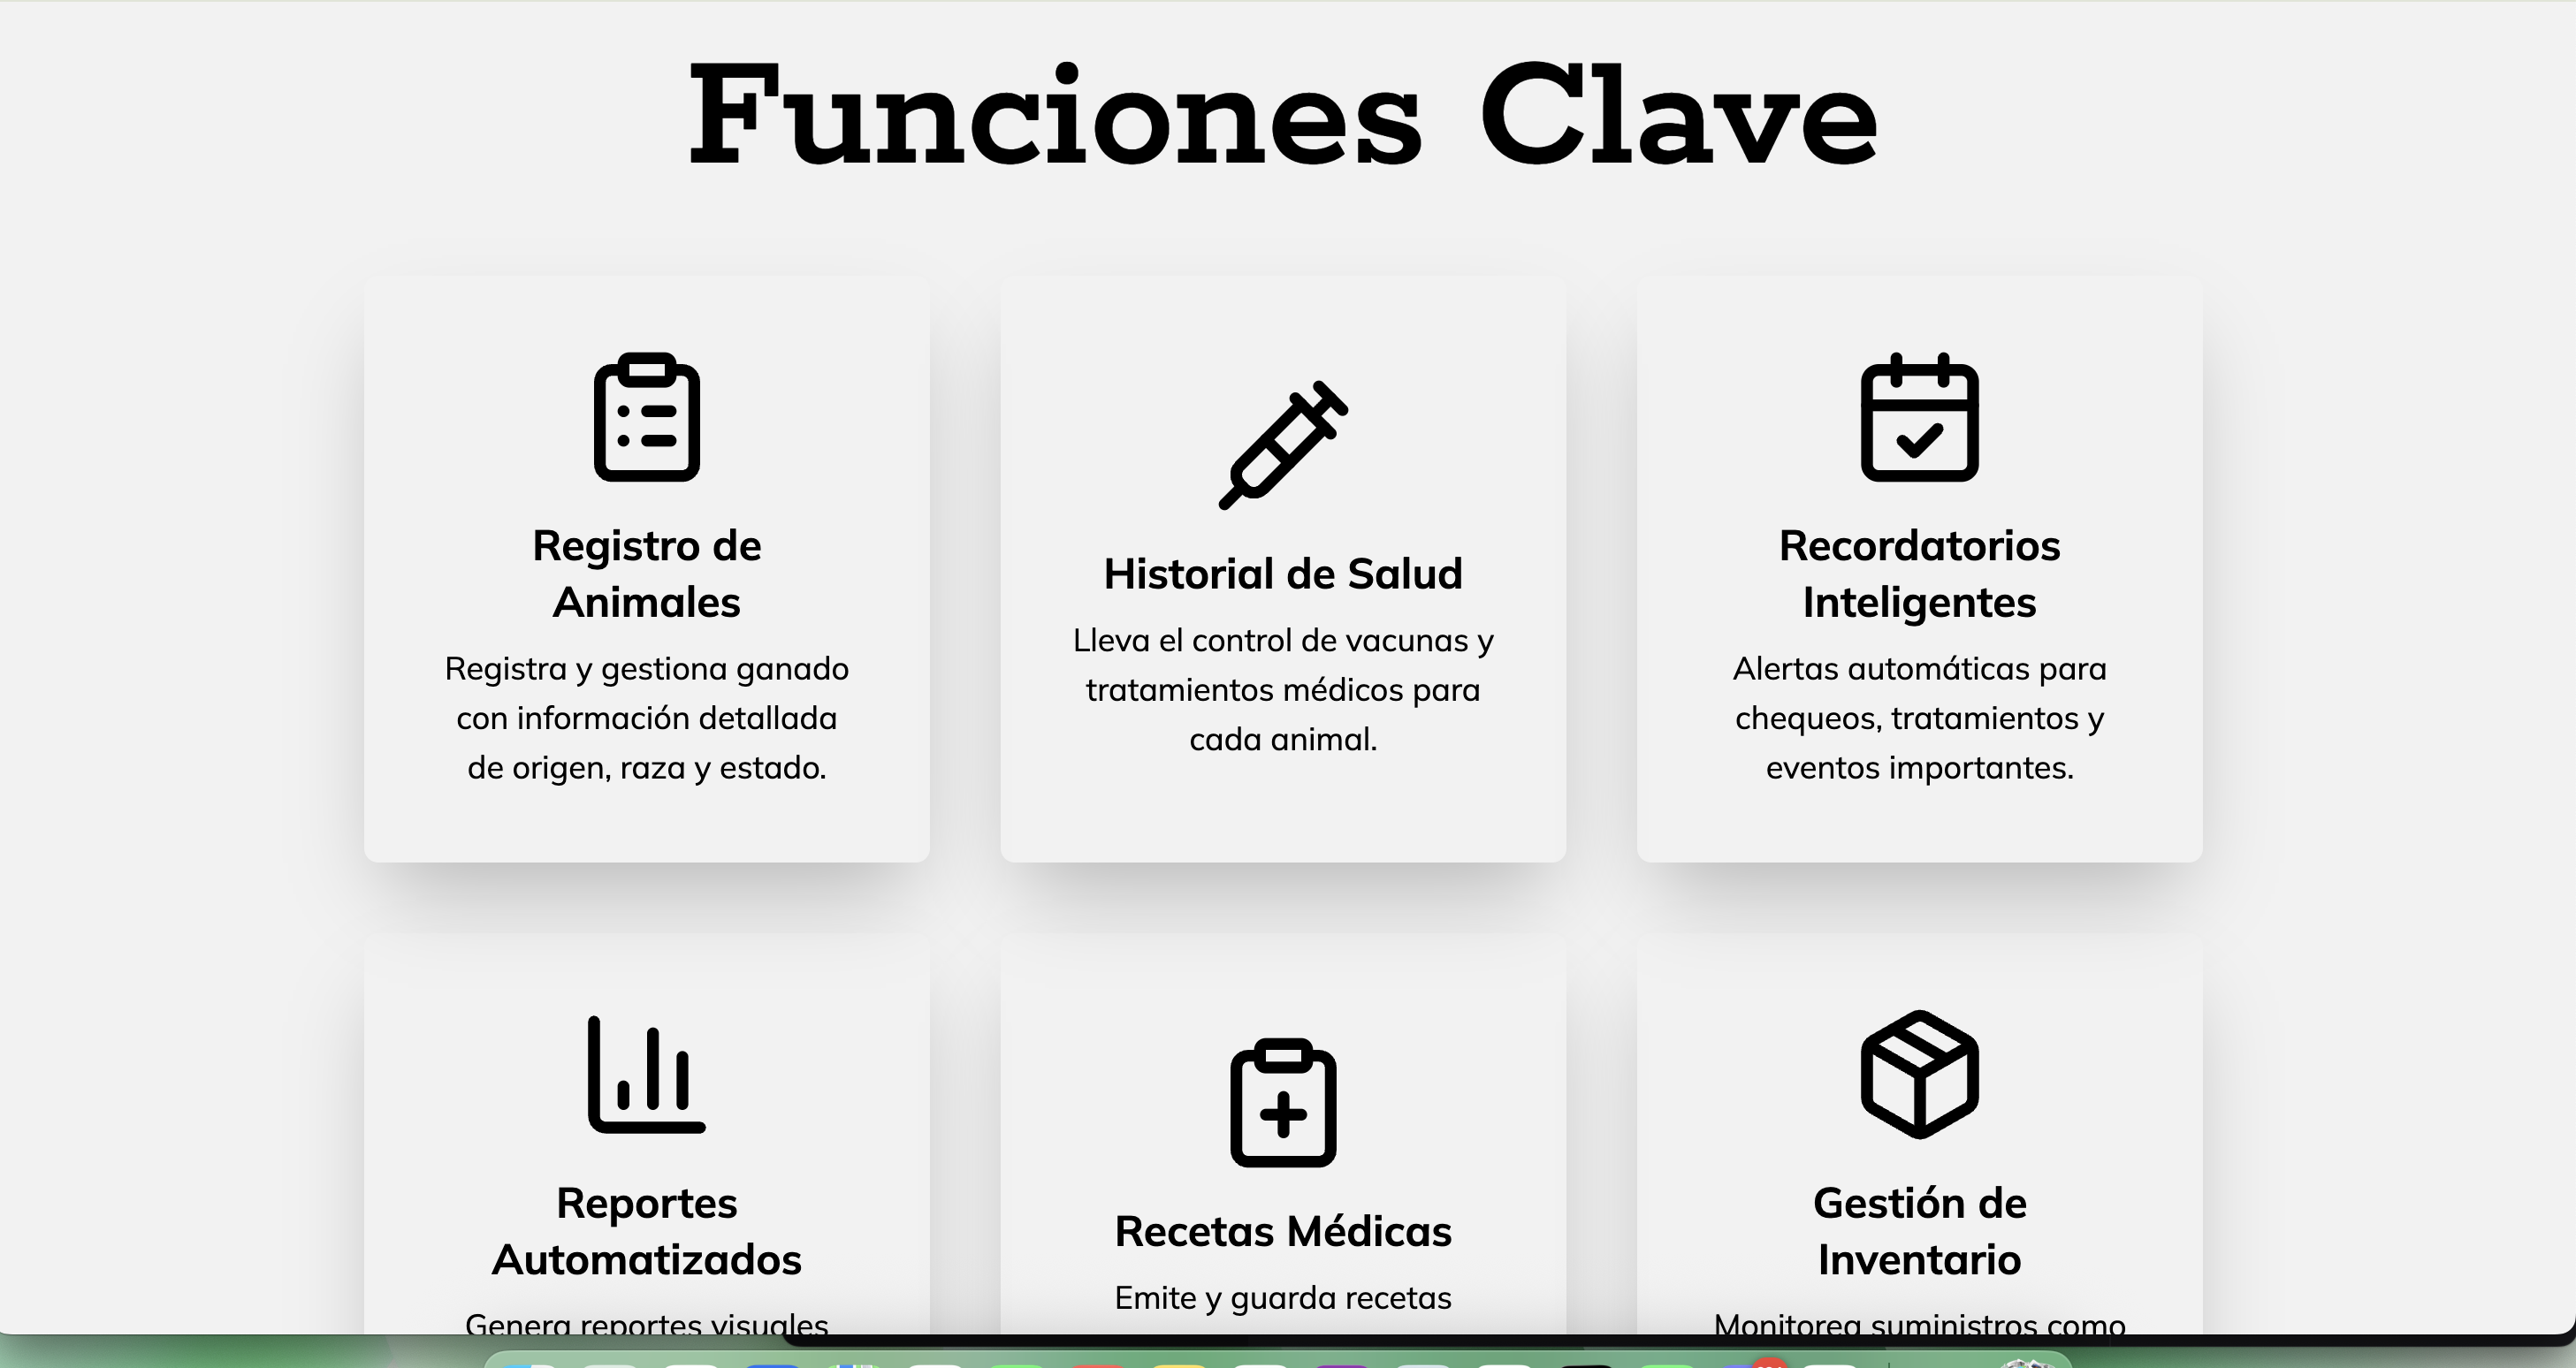 Funciones Clave
Registro de
Animales
Registra y gestiona ganado
con información detallada
de origen, raza y estado.
Historial de Salud
Lleva el control de vacunas y
tratamientos médicos para
cada animal.
Recordatorios
Inteligentes
Alertas automáticas para
chequeos, tratamientos y
eventos importantes.
Reportes
Automatizados
Genera reportes visuales
Recetas Médicas
Emite y guarda recetas
Gestión de
Inventario
Monitorea suministros como